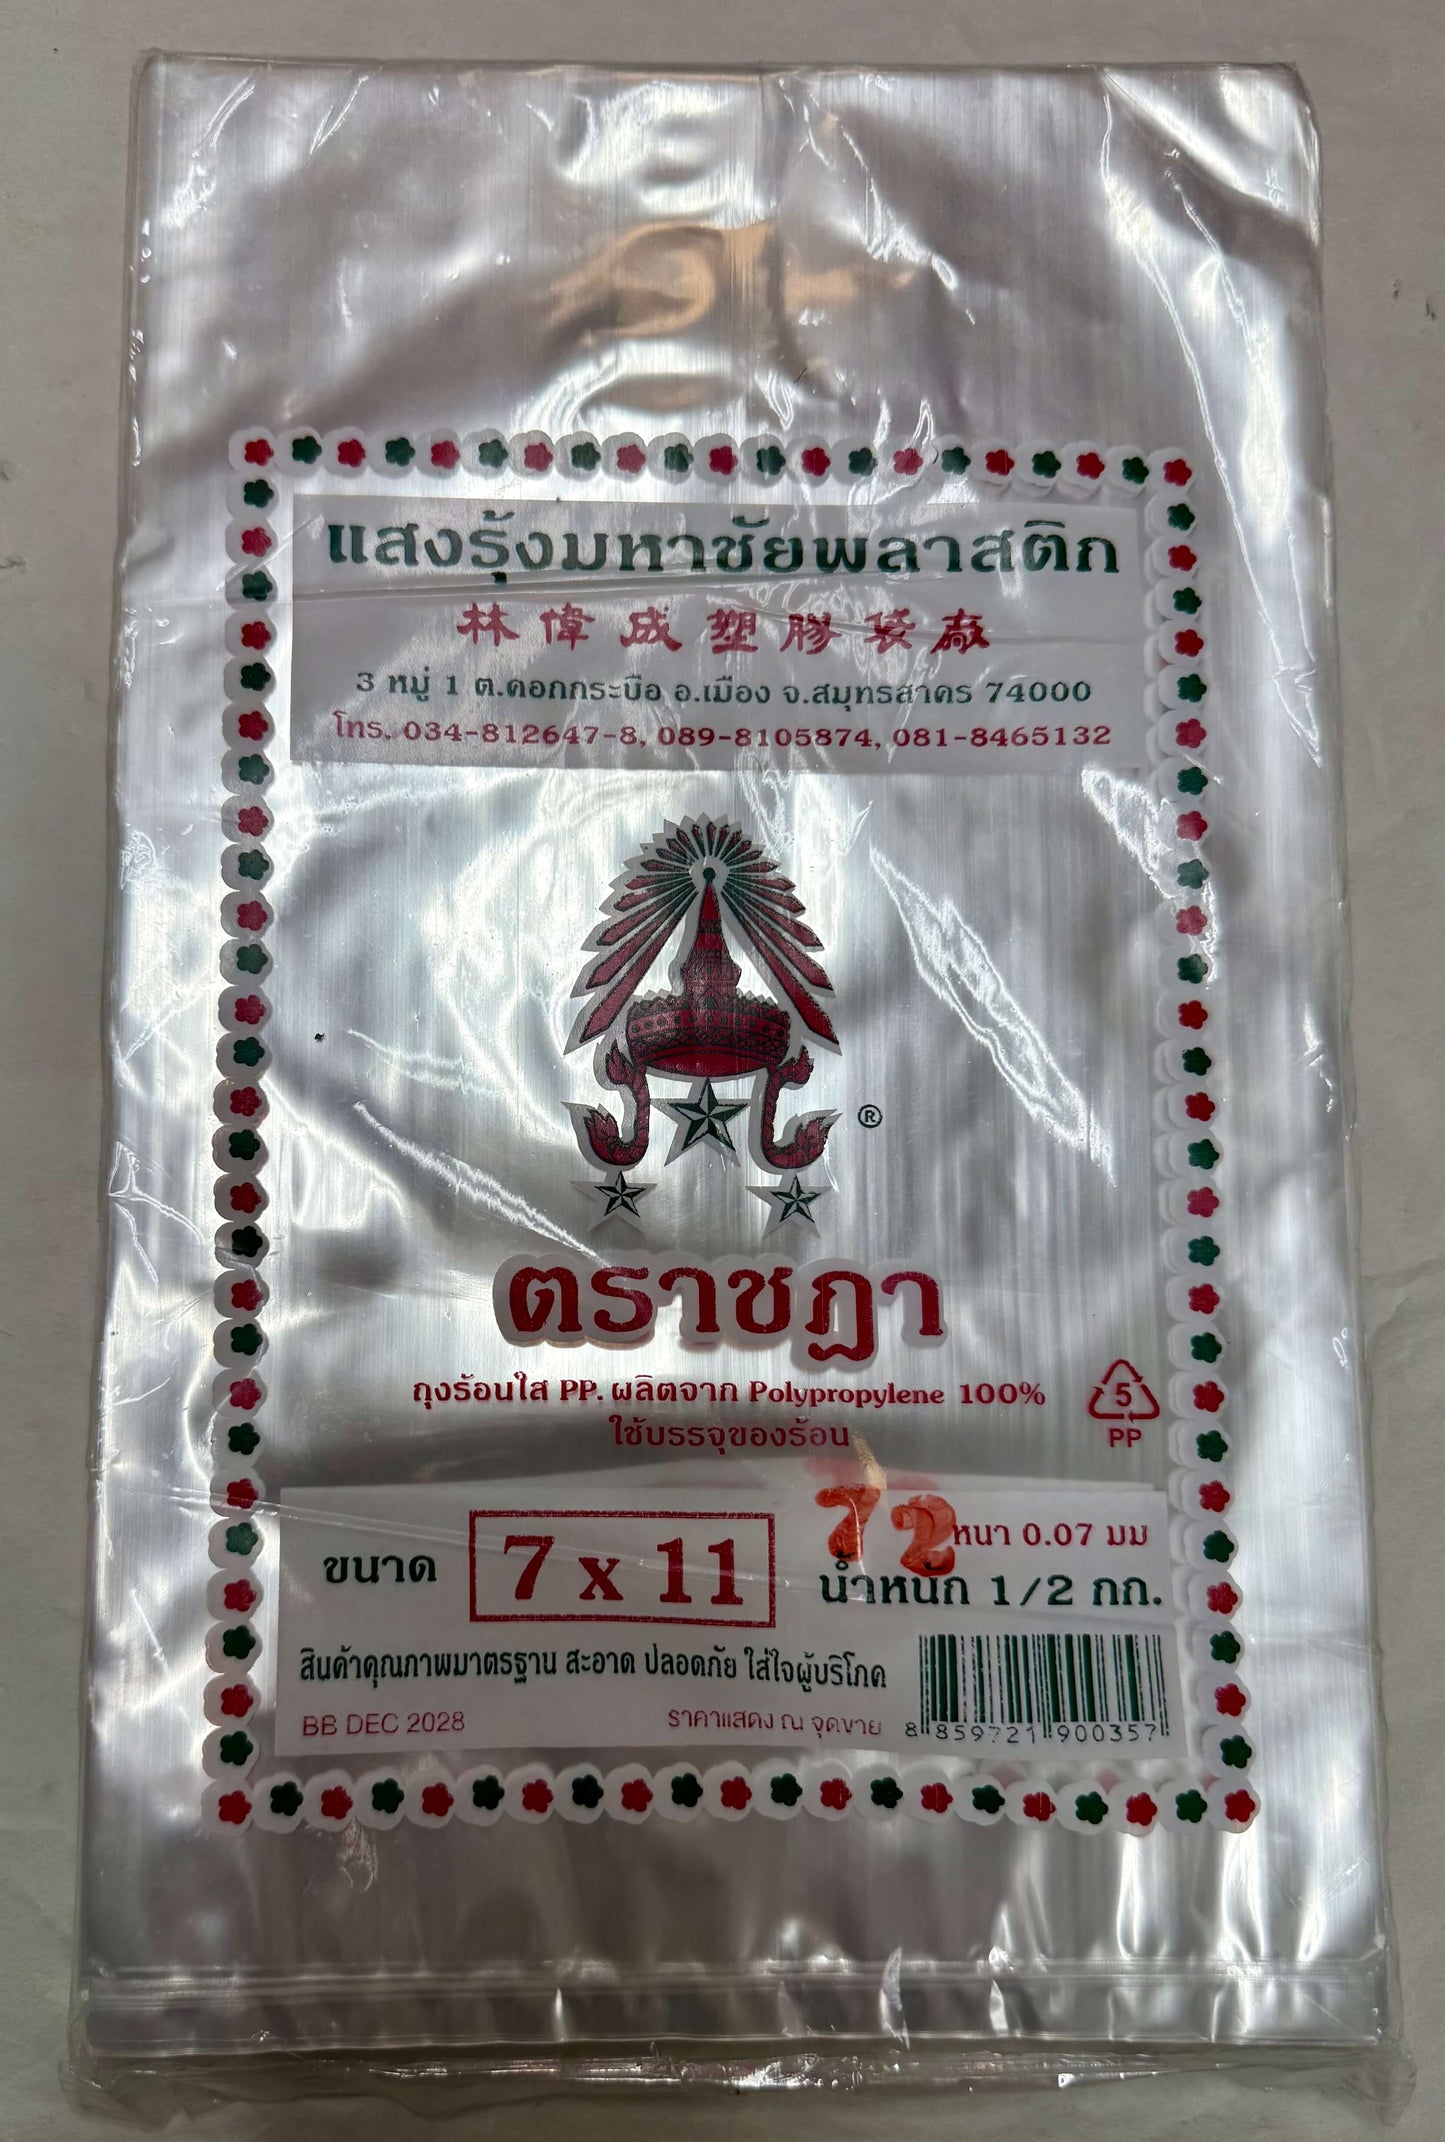 แสงรุ้งมหาชัยพลาสติก
林偉成塑膠袋廠
3 หมู่ 1 ต.คอกกระบือ อ.เมือง จ.สมุทรสาคร 74000
โทร. 034-812647-8, 089-8105874, 081-8465132
®
ตราชฎา
ถุงร้อนใส PP. ผลิตจาก Polypropylene 100%
ใช้บรรจุของร้อน
5
PP
72
หนา 0.07 มม
ขนาด 7 x 11 น้ำหนัก 1/2 กก.
สินค้าคุณภาพมาตรฐาน สะอาด ปลอดภัย ใส่ใจผู้บริโภค
BB DEC 2028 ราคาแสดง ณ จุดขาย 8 859721 900357